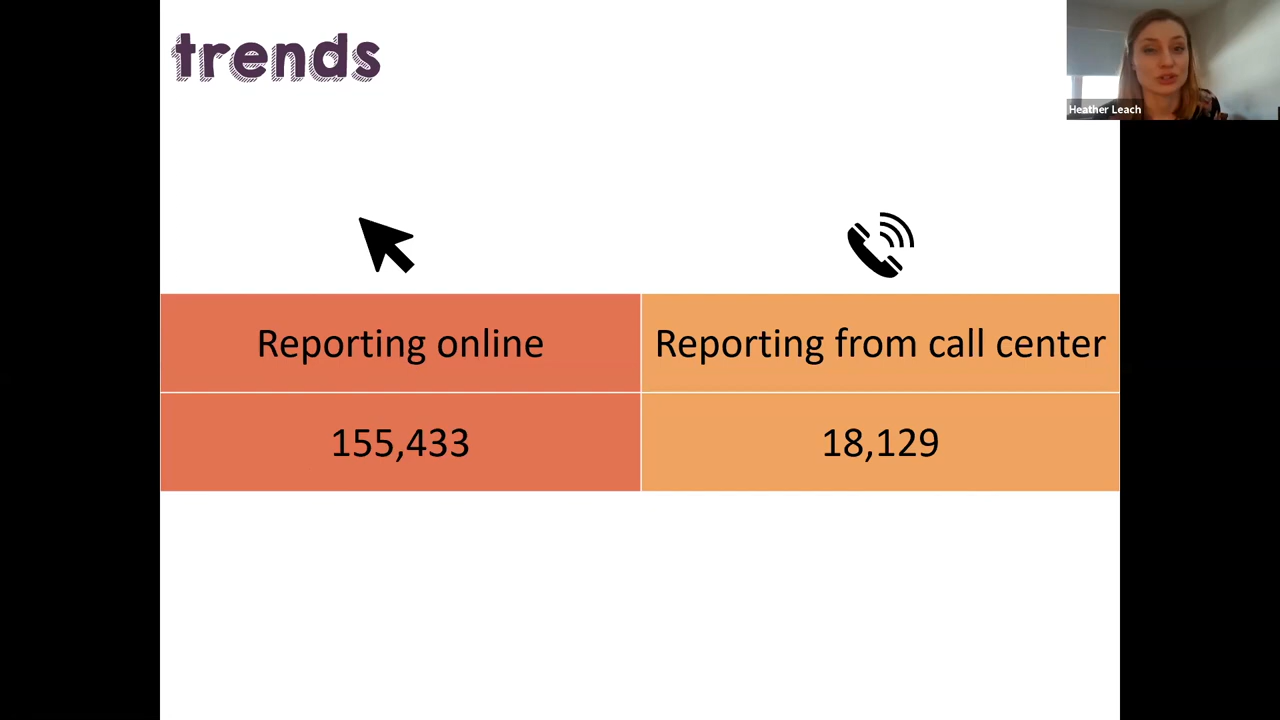 trends
Heather Leach
Reporting online
Reporting from call center
155,433
18,129